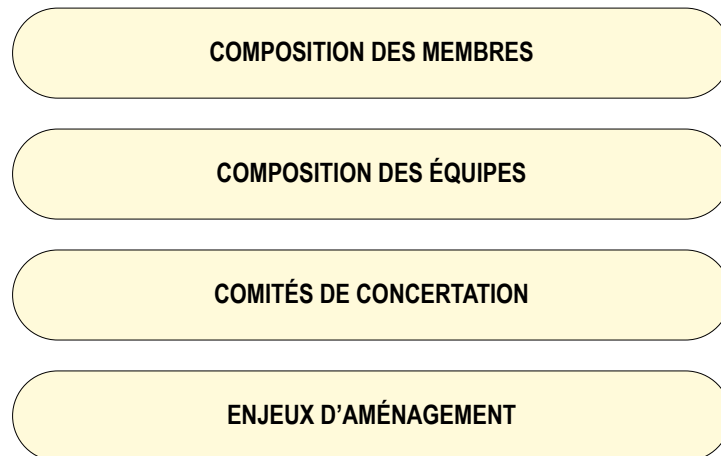 COMPOSITION DES MEMBRES
COMPOSITION DES ÉQUIPES
COMITÉS DE CONCERTATION
ENJEUX D’AMÉNAGEMENT